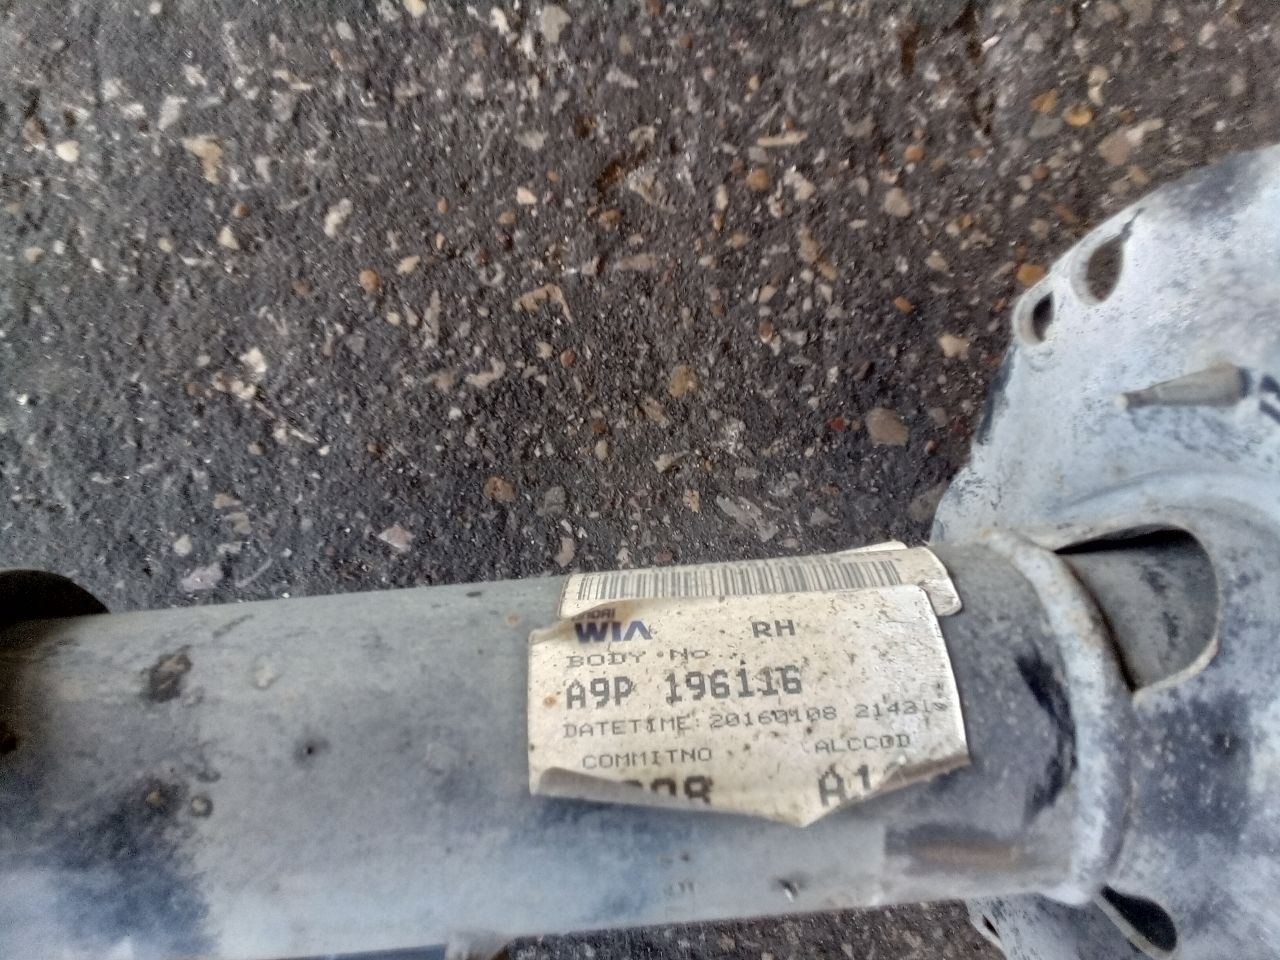 WIA RH
BODY No
A9P 196116
DATETIME: 20160108
COMMITNO ALCCOD